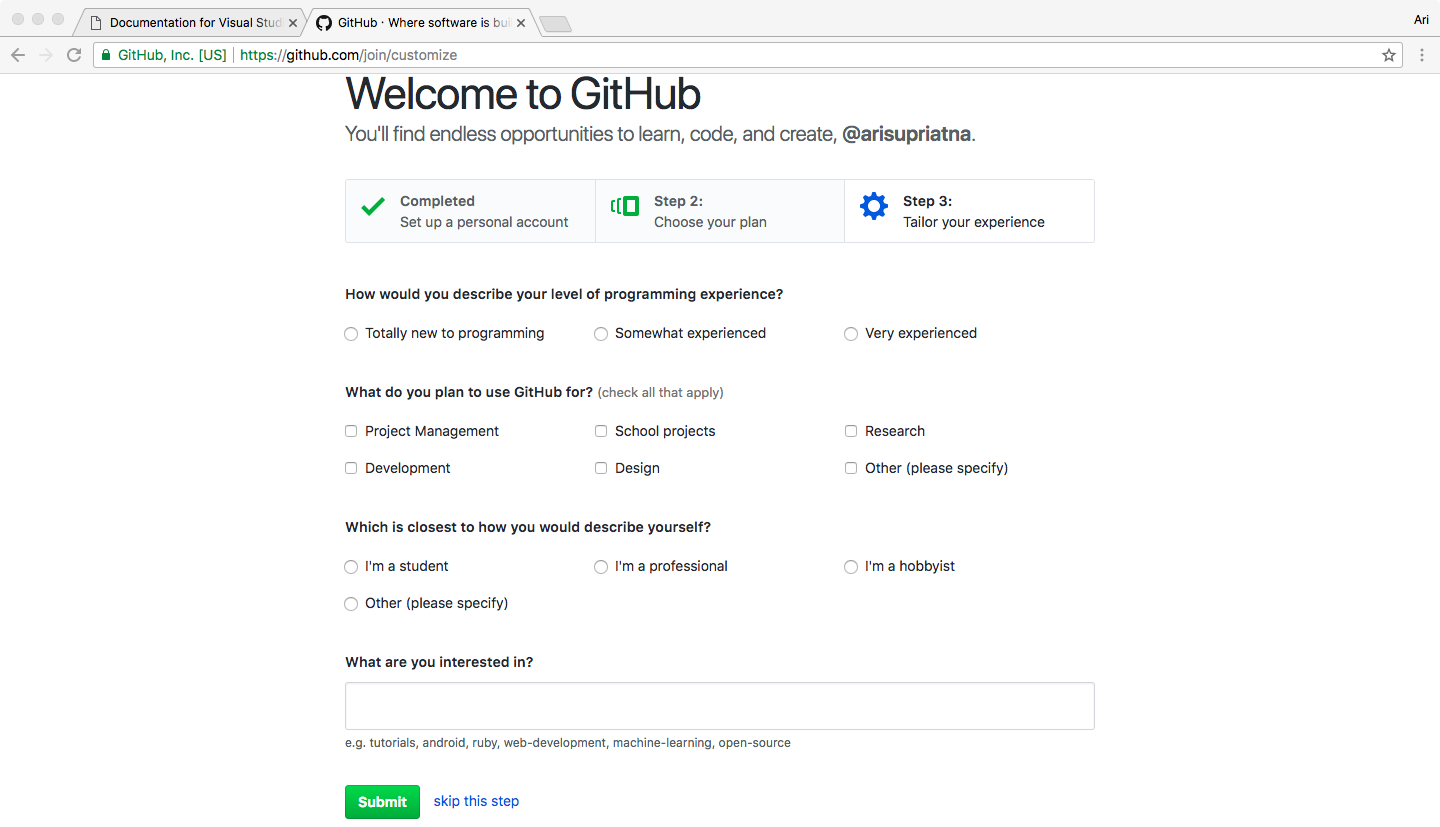 Documentation for Visual Stud
GitHub · Where software is bui
Ari
GitHub, Inc. [US] https://github.com/join/customize
Welcome to GitHub
You'll find endless opportunities to learn, code, and create, @arisupriatna.
Completed
Set up a personal account
Step 2:
Choose your plan
Step 3:
Tailor your experience
How would you describe your level of programming experience?
Totally new to programming
Somewhat experienced
Very experienced
What do you plan to use GitHub for? (check all that apply)
Project Management
School projects
Research
Development
Design
Other (please specify)
Which is closest to how you would describe yourself?
I'm a student
I'm a professional
I'm a hobbyist
Other (please specify)
What are you interested in?
e.g. tutorials, android, ruby, web-development, machine-learning, open-source
Submit
skip this step